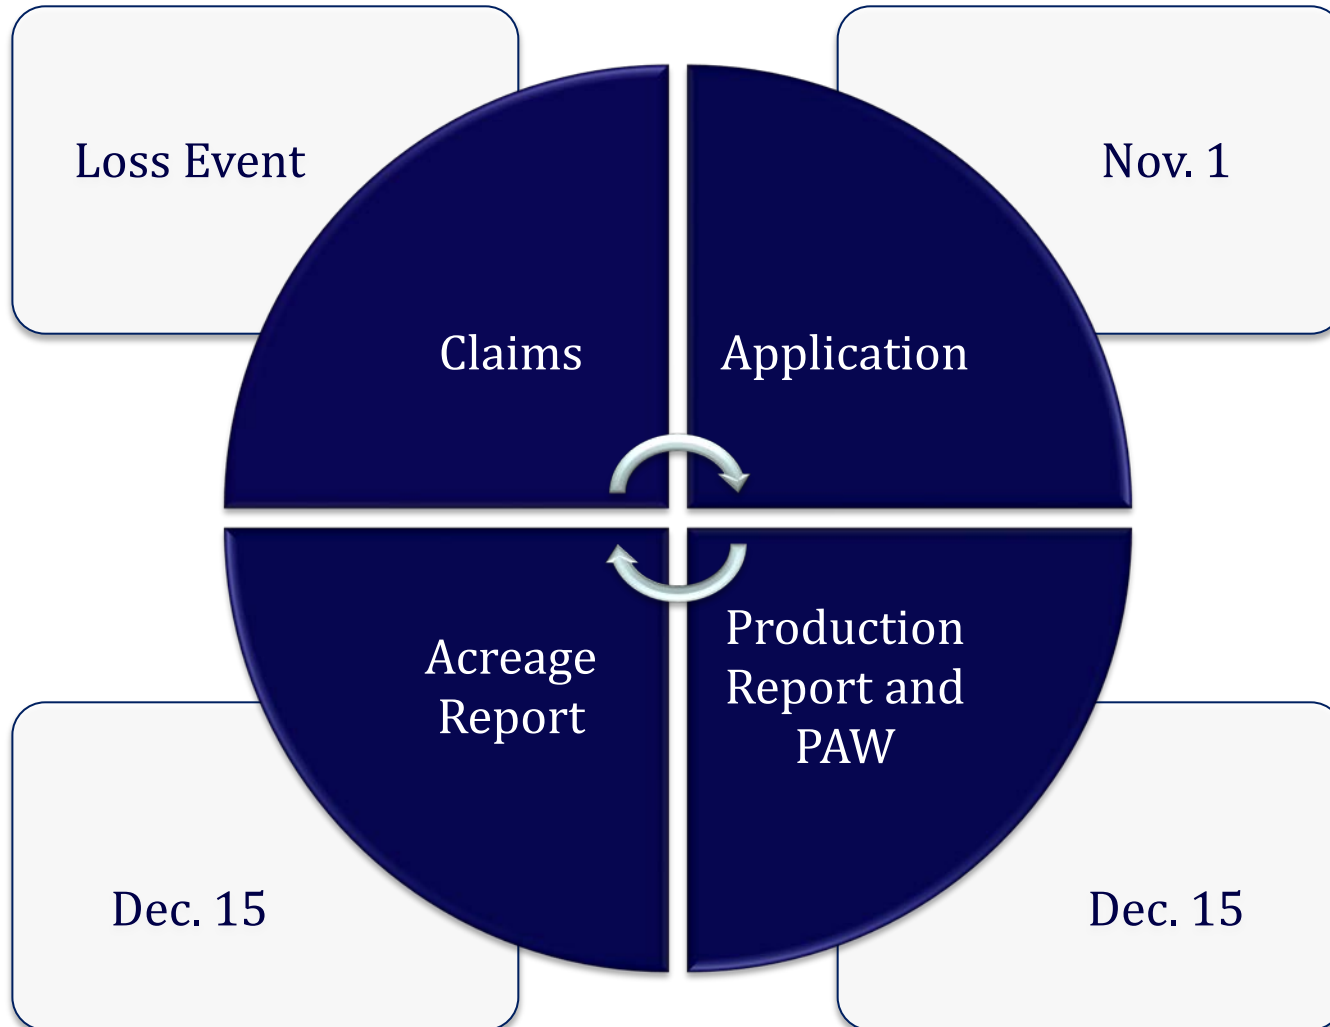 Loss Event
Nov. 1
Claims
Application
Acreage
Report
Production
Report and
PAW
Dec. 15
Dec. 15